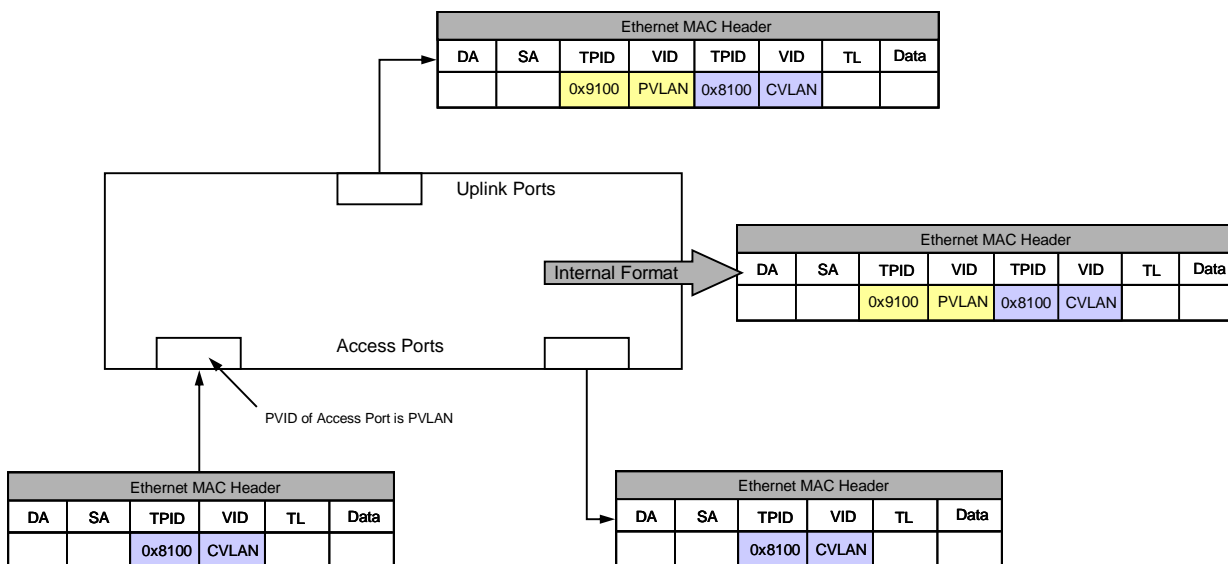 Ethernet MAC Header
DA SA TPID VID TPID VID TL Data
0x9100 PVLAN 0x8100 CVLAN
Uplink Ports
Internal Format
Ethernet MAC Header
DA SA TPID VID TPID VID TL Data
0x9100 PVLAN 0x8100 CVLAN
Access Ports
PVID of Access Port is PVLAN
Ethernet MAC Header
DA SA TPID VID TL Data
0x8100 CVLAN
Ethernet MAC Header
DA SA TPID VID TL Data
0x8100 CVLAN